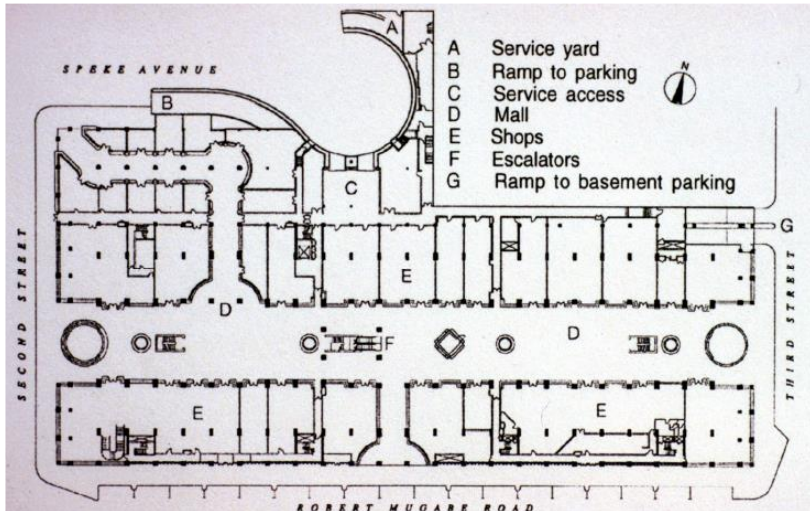 A Service yard
B Ramp to parking
C Service access
D Mall
E Shops
F Escalators
G Ramp to basement parking
N
SPEKE AVENUE
A
B
C
SECOND STREET
THIRD STREET
G
E
D
D
F
E
E
ROBERT MUGABE ROAD